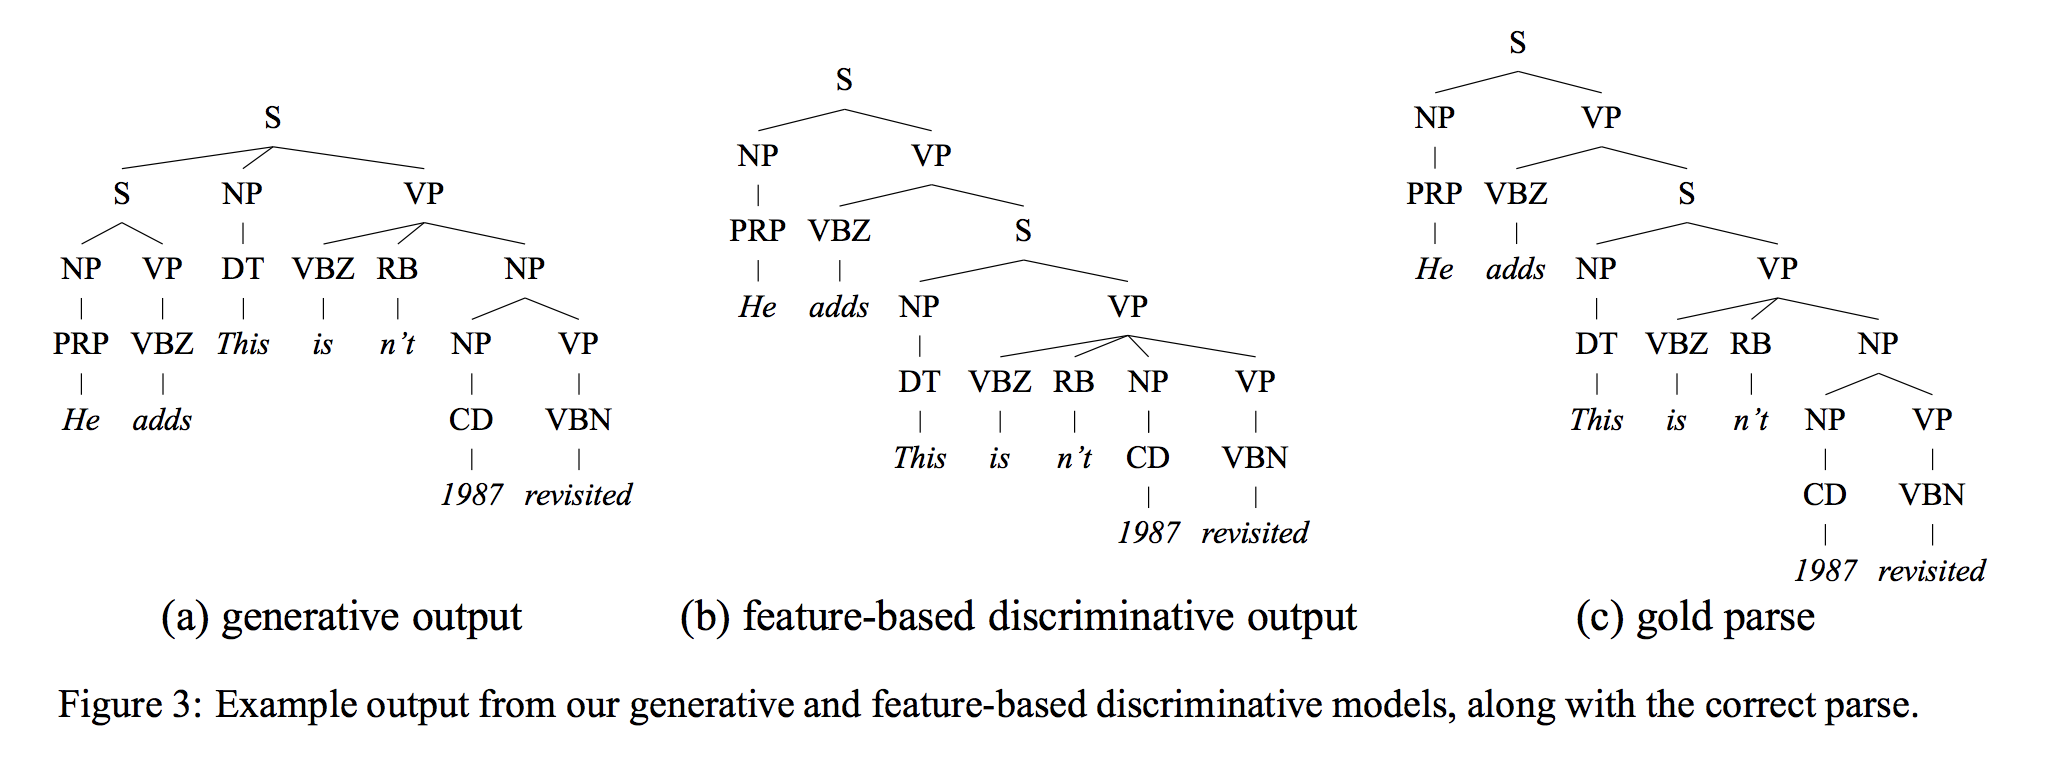 S
S NP VP
NP VP DT VBZ RB NP
PRP VBZ This is n’t NP VP
He adds CD VBN
1987 revisited
(a) generative output
S
NP VP
PRP VBZ S
He adds NP VP
DT VBZ RB NP VP
This is n’t CD VBN
1987 revisited
(b) feature-based discriminative output
S
NP VP
PRP VBZ S
He adds NP VP
DT VBZ RB NP
This is n’t NP VP
CD VBN
1987 revisited
(c) gold parse
Figure 3: Example output from our generative and feature-based discriminative models, along with the correct parse.